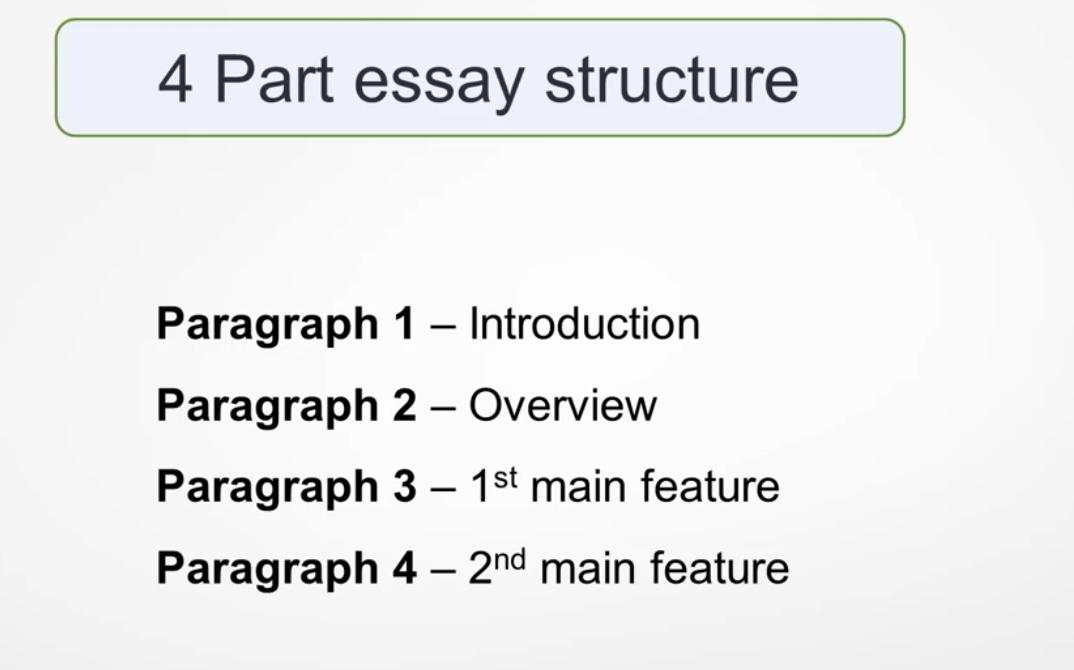 4 Part essay structure
Paragraph 1 – Introduction
Paragraph 2 – Overview
Paragraph 3 – 1st main feature
Paragraph 4 – 2nd main feature